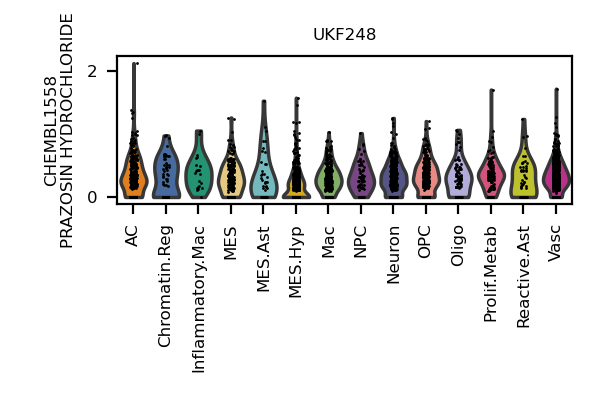 UKF248
CHEMBL1558
PRAZOSIN HYDROCHLORIDE
2
0
AC
Chromatin.Reg
Inflammatory.Mac
MES
MES.Ast
MES.Hyp
Mac
NPC
Neuron
OPC
Oligo
Prolif.Metab
Reactive.Ast
Vasc